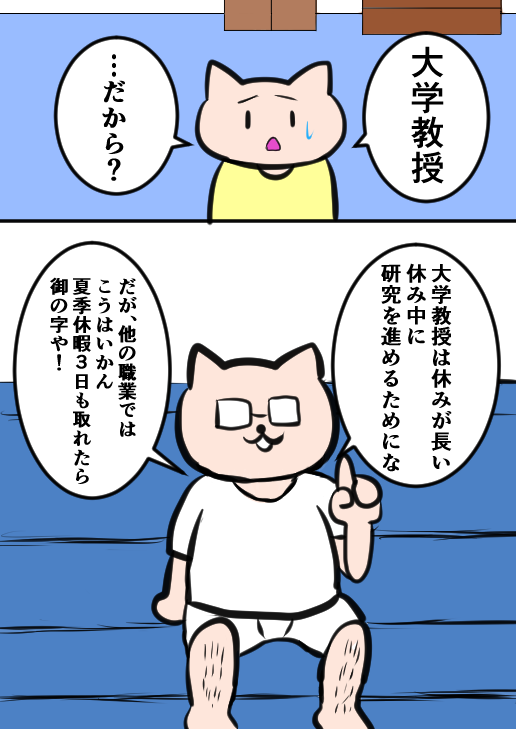 大学教授
…だから？
大学教授は休みが長い
休み中に
研究を進めるためにな
だが、他の職業では
こうはいかん
夏季休暇３日も取れたら
御の字や！